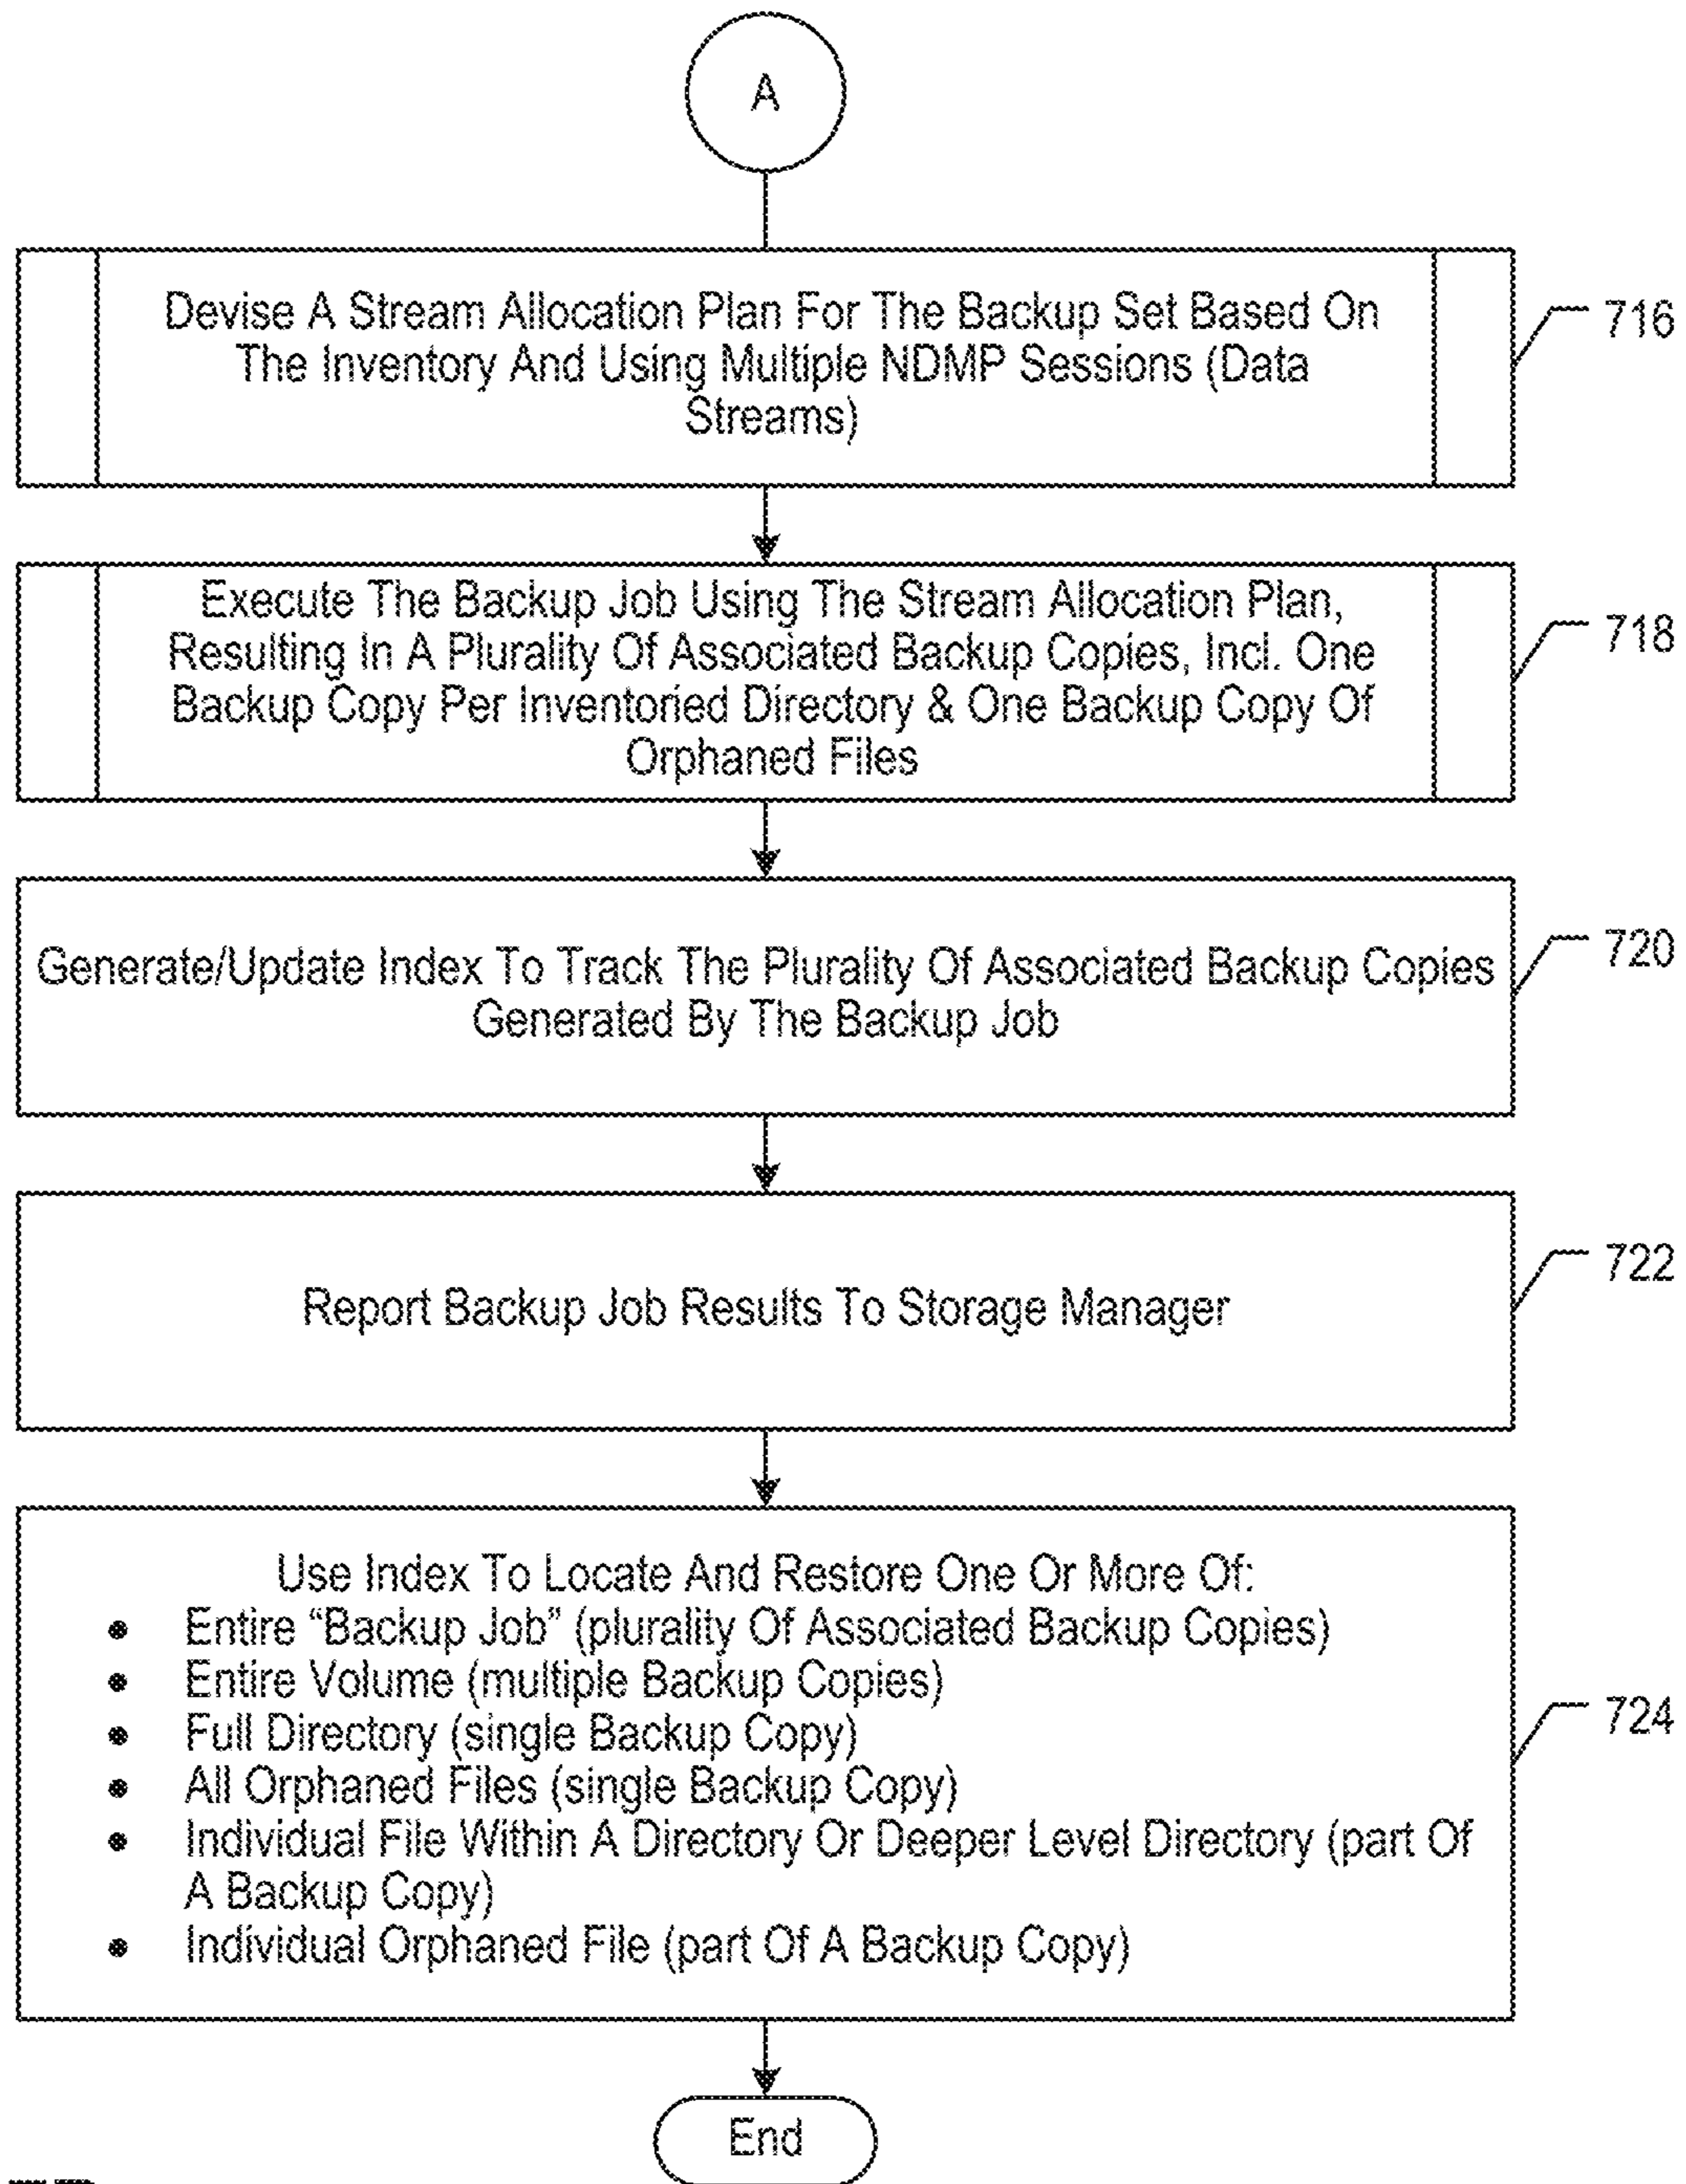 A
Devise A Stream Allocation Plan For The Backup Set Based On
The Inventory And Using Multiple NDMP Sessions (Data
Streams)
716
Execute The Backup Job Using The Stream Allocation Plan,
Resulting In A Plurality Of Associated Backup Copies, Incl. One
Backup Copy Per Inventoried Directory & One Backup Copy Of
Orphaned Files
718
Generate/Update Index To Track The Plurality Of Associated Backup Copies
Generated By The Backup Job
720
Report Backup Job Results To Storage Manager
722
Use Index To Locate And Restore One Or More Of:
• Entire “Backup Job” (plurality Of Associated Backup Copies)
• Entire Volume (multiple Backup Copies)
• Full Directory (single Backup Copy)
• All Orphaned Files (single Backup Copy)
• Individual File Within A Directory Or Deeper Level Directory (part Of
A Backup Copy)
• Individual Orphaned File (part Of A Backup Copy)
724
End